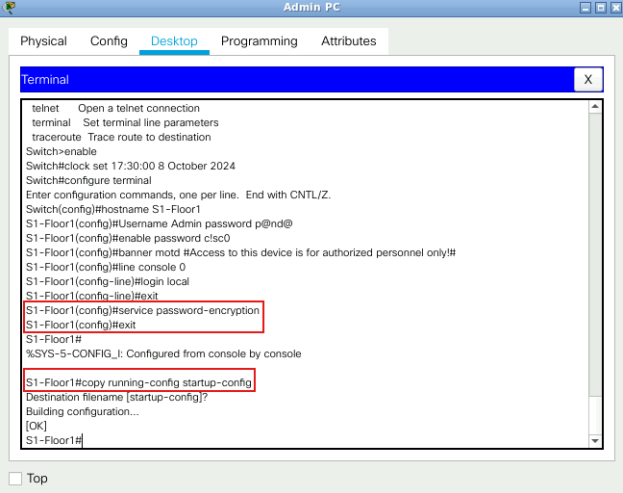 Admin PC
Physical Config Desktop Programming Attributes
Terminal X
telnet Open a telnet connection
terminal Set terminal line parameters
traceroute Trace route to destination
Switch>enable
Switch#clock set 17:30:00 8 October 2024
Switch#configure terminal
Enter configuration commands, one per line. End with CNTL/Z.
Switch(config)#hostname S1-Floor1
S1-Floor1(config)#Username Admin password p@nd@
S1-Floor1(config)#enable password c!sc0
S1-Floor1(config)#banner motd #Access to this device is for authorized personnel only!#
S1-Floor1(config)#line console 0
S1-Floor1(config-line)#login local
S1-Floor1(config-line)#exit
S1-Floor1(config)#service password-encryption
S1-Floor1(config)#exit
S1-Floor1#
%SYS-5-CONFIG_I: Configured from console by console
S1-Floor1#copy running-config startup-config
Destination filename [startup-config]?
Building configuration...
[OK]
S1-Floor1#
Top